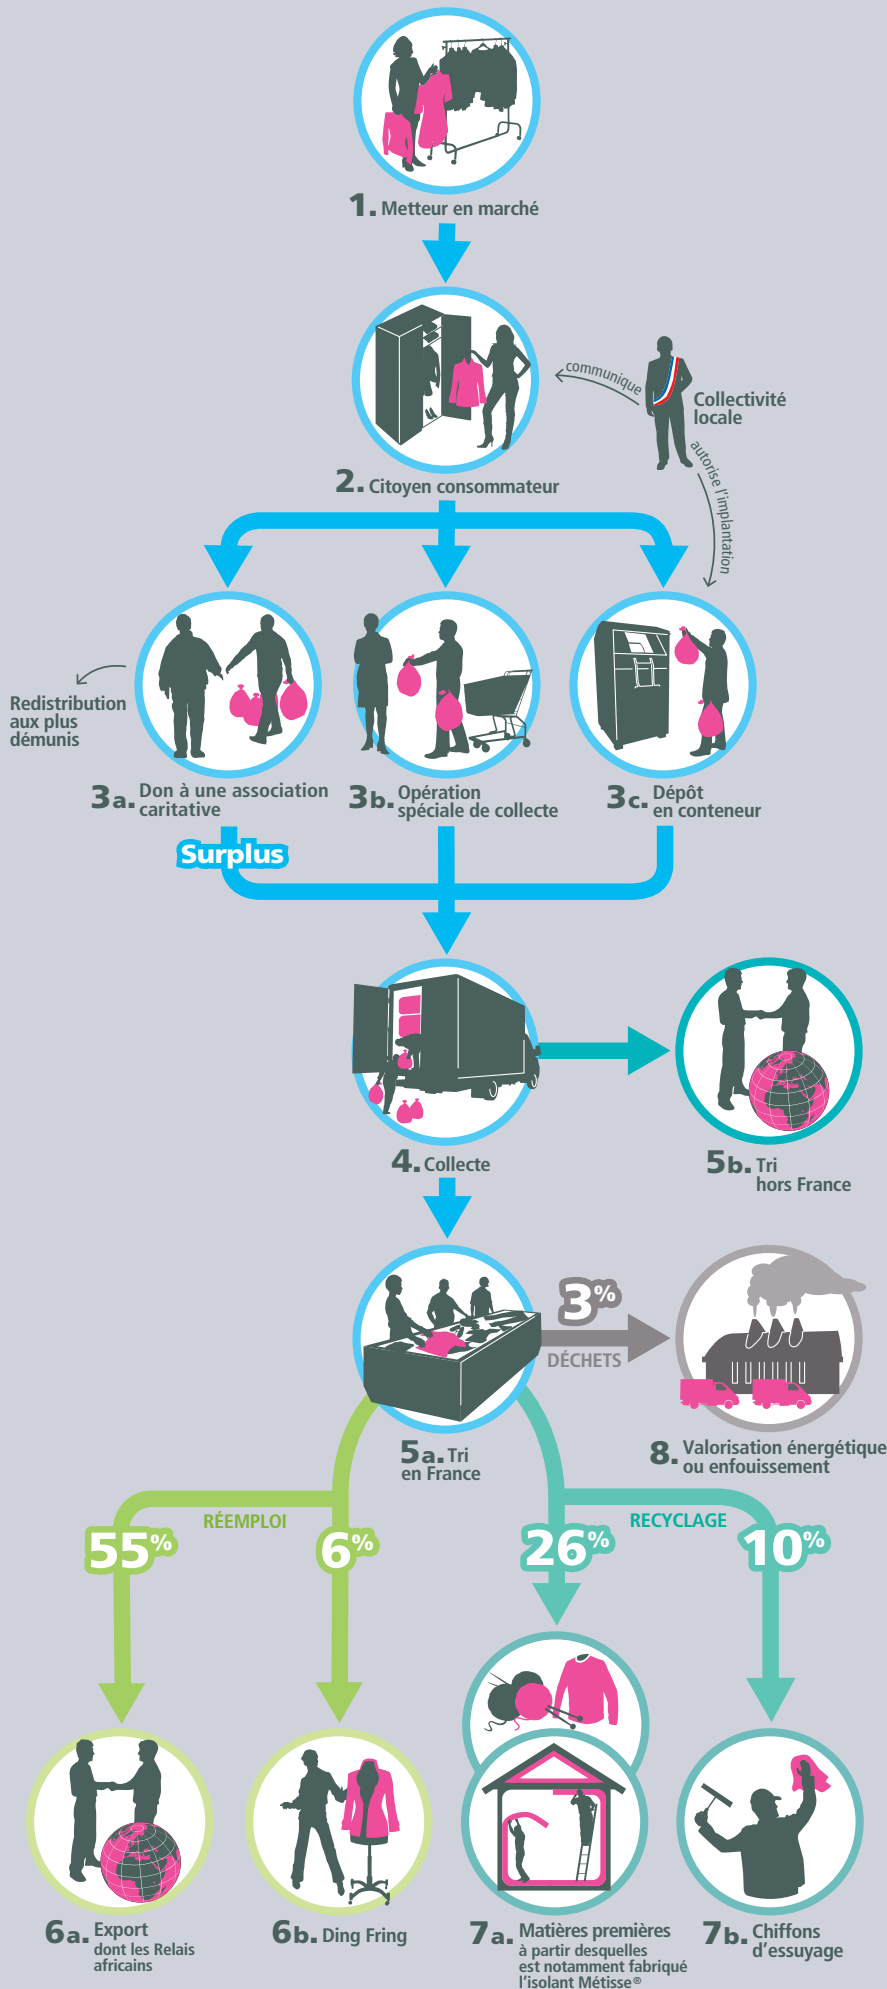 1. Metteur en marché
communique
Collectivité
locale
autorise l'implantation
2. Citoyen consommateur
Redistribution
aux plus
démunis
3a. Don à une association
caritative
3b. Opération
spéciale de collecte
3c. Dépôt
en conteneur
Surplus
4. Collecte
5b. Tri
hors France
3%
DÉCHETS
5a. Tri
en France
8. Valorisation énergétique
ou enfouissement
RÉEMPLOI
RECYCLAGE
55%
6%
26%
10%
6a. Export
dont les Relais
africains
6b. Ding Fring
7a. Matières premières
à partir desquelles
est notamment fabriqué
l'isolant Métisse®
7b. Chiffons
d'essuyage